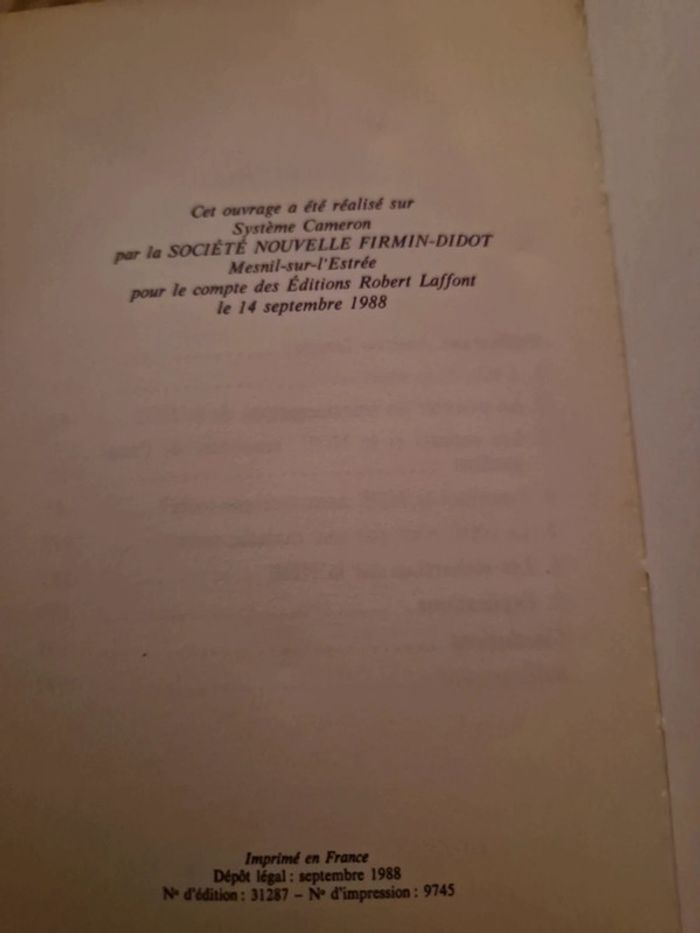 Cet ouvrage a été réalisé sur
Système Cameron
par la SOCIÉTÉ NOUVELLE FIRMIN-DIDOT
Mesnil-sur-l'Estrée
pour le compte des Éditions Robert Laffont
le 14 septembre 1988
Imprimé en France
Dépôt légal : septembre 1988
Nº d'édition : 31287 – Nº d'impression : 9745